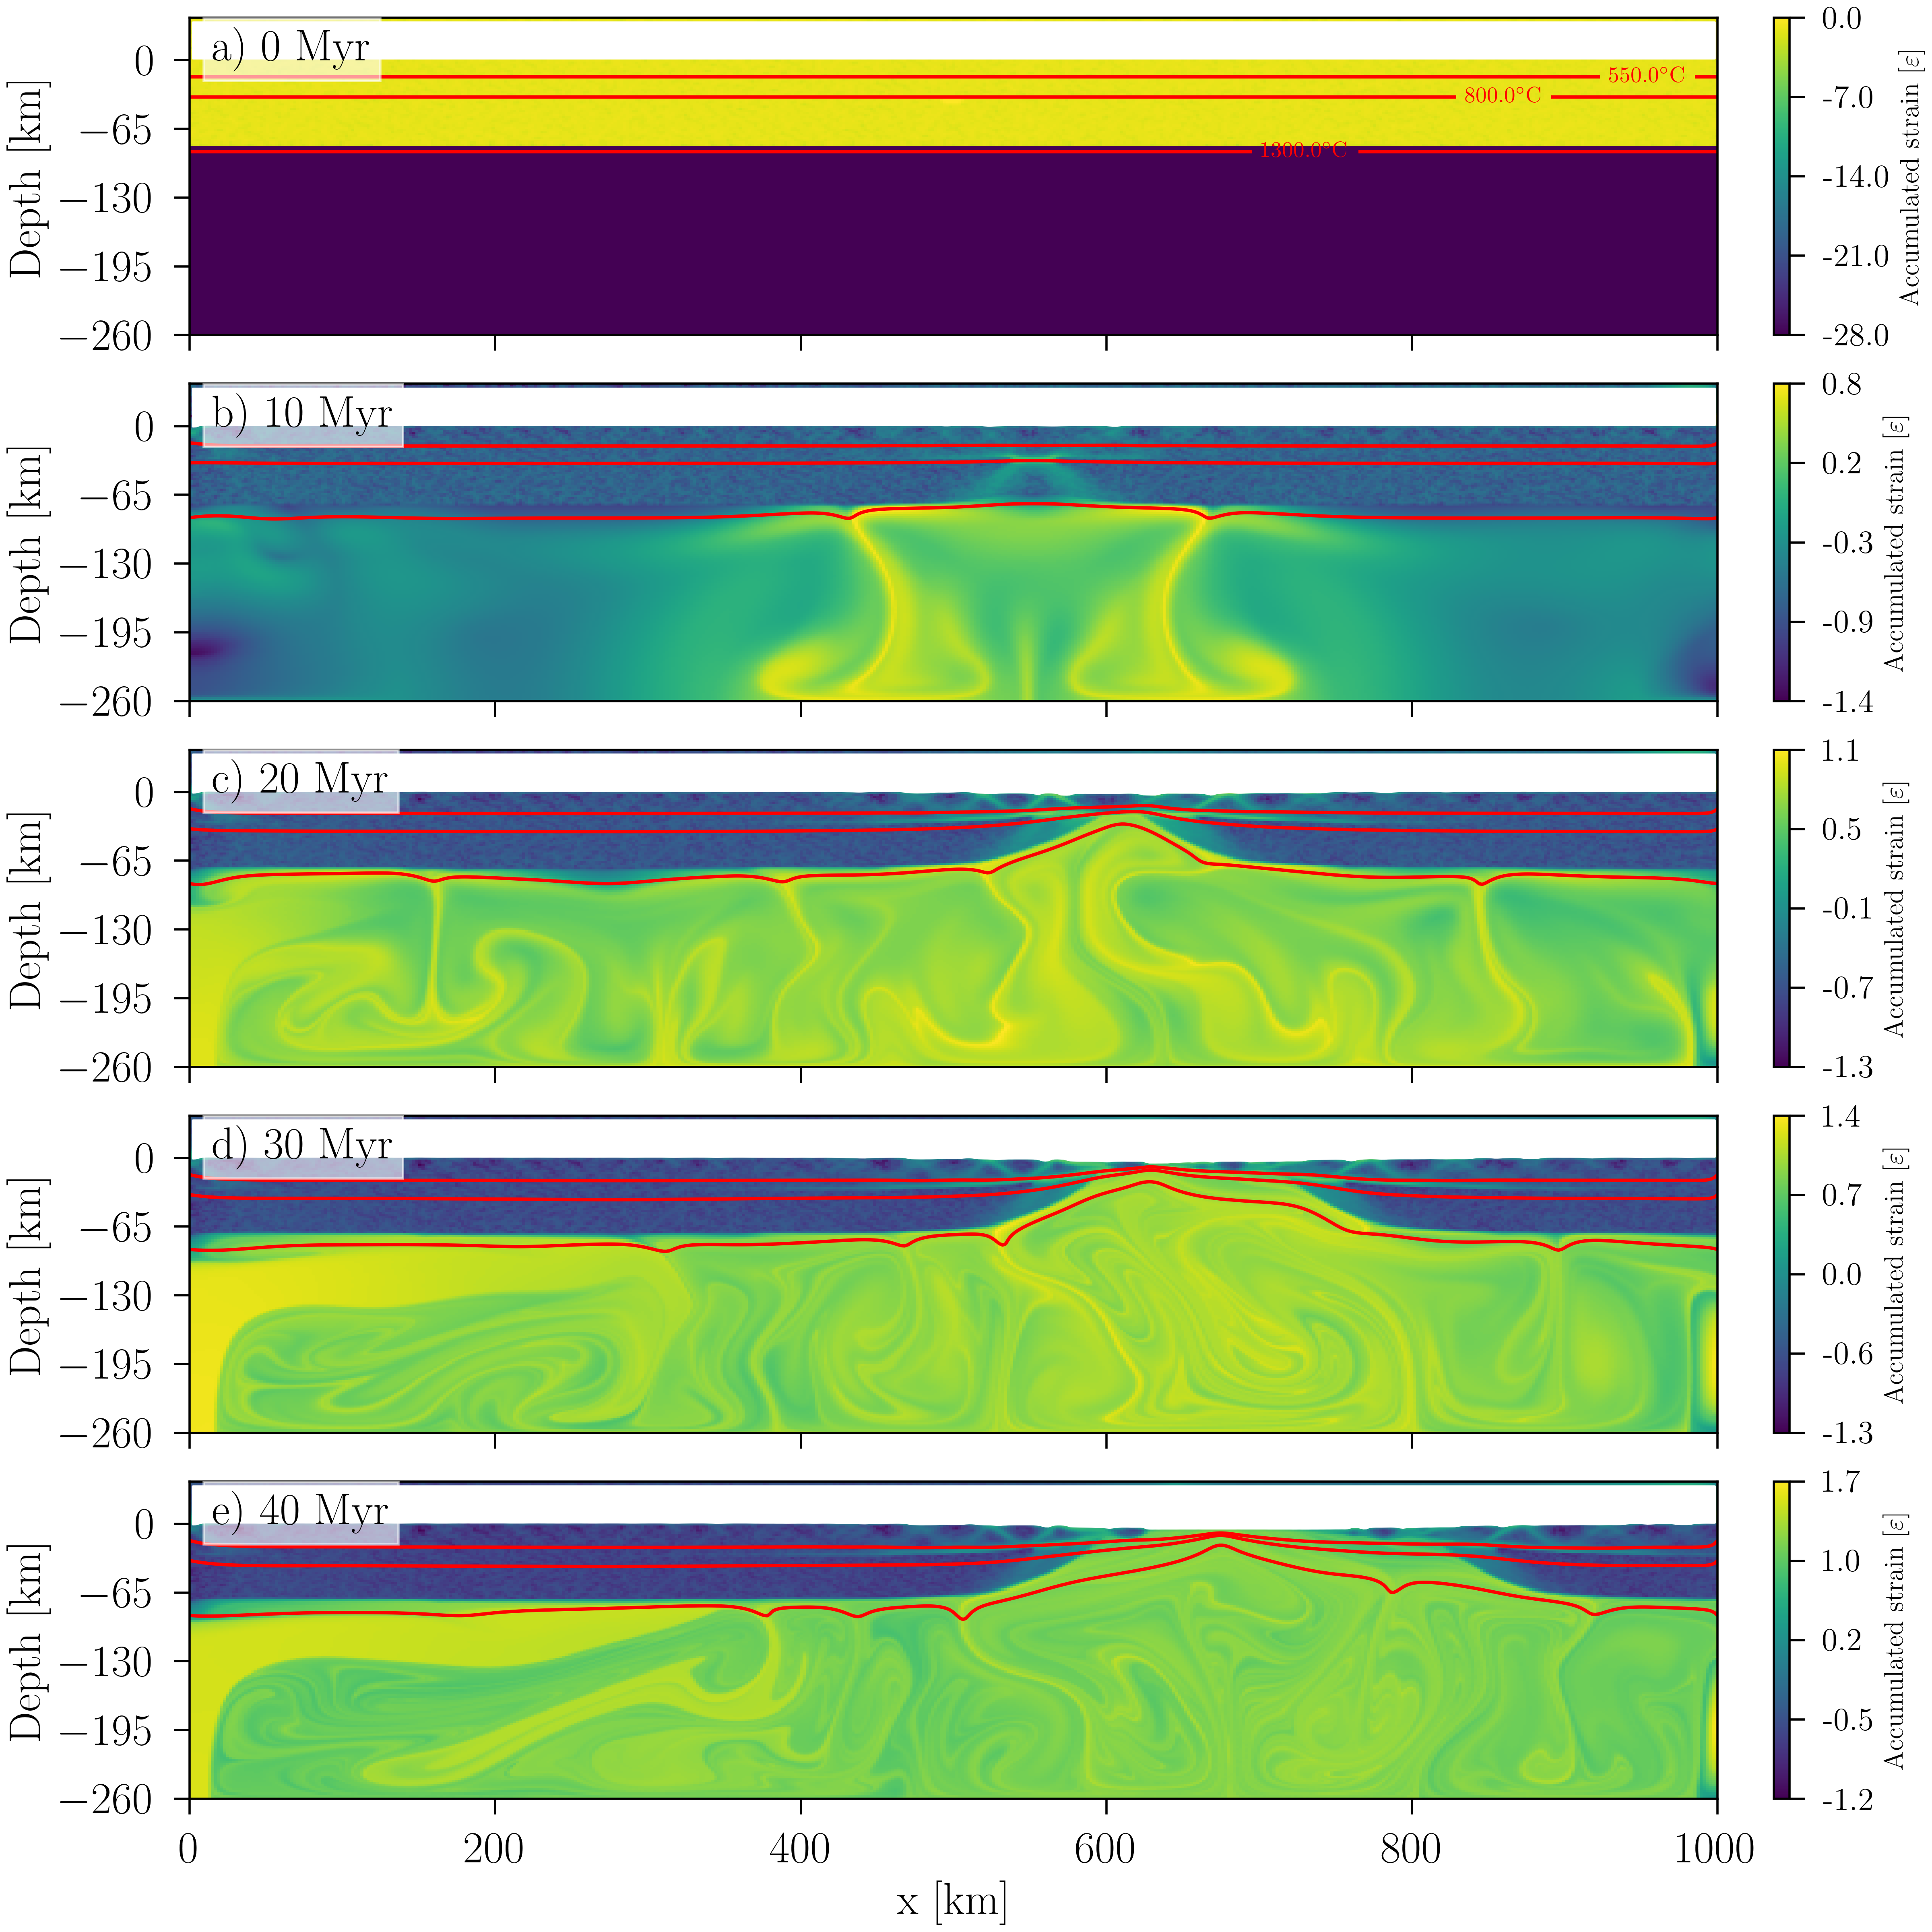 a) 0 Myr
Depth [km]
0
−65
−130
−195
−260
550.0°C
800.0°C
1300.0°C
0.0
-7.0
-14.0
-21.0
-28.0
Accumulated strain [ε]
b) 10 Myr
Depth [km]
0
−65
−130
−195
−260
0.8
0.2
-0.3
-0.9
-1.4
Accumulated strain [ε]
c) 20 Myr
Depth [km]
0
−65
−130
−195
−260
1.1
0.5
-0.1
-0.7
-1.3
Accumulated strain [ε]
d) 30 Myr
Depth [km]
0
−65
−130
−195
−260
1.4
0.7
0.0
-0.6
-1.3
Accumulated strain [ε]
e) 40 Myr
Depth [km]
0
−65
−130
−195
−260
1.7
1.0
0.2
-0.5
-1.2
Accumulated strain [ε]
0 200 400 600 800 1000
x [km]